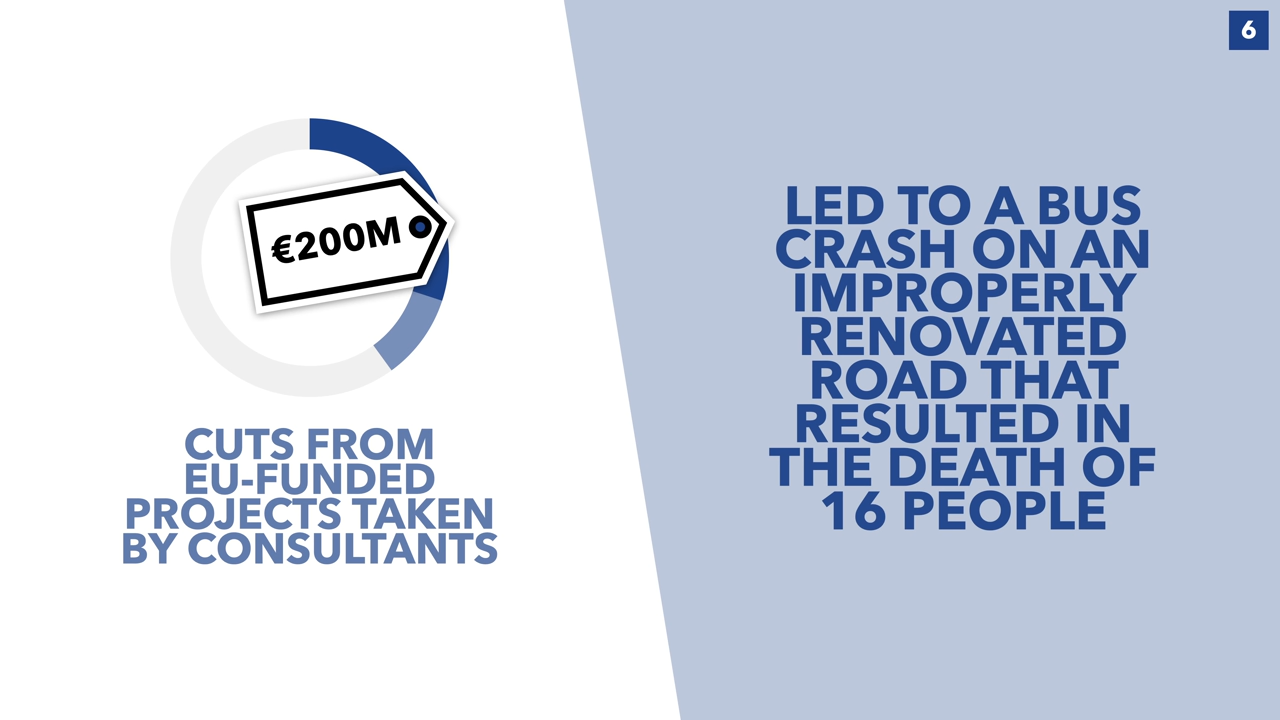 6
€200M
CUTS FROM
EU-FUNDED
PROJECTS TAKEN
BY CONSULTANTS
LED TO A BUS
CRASH ON AN
IMPROPERLY
RENOVATED
ROAD THAT
RESULTED IN
THE DEATH OF
16 PEOPLE